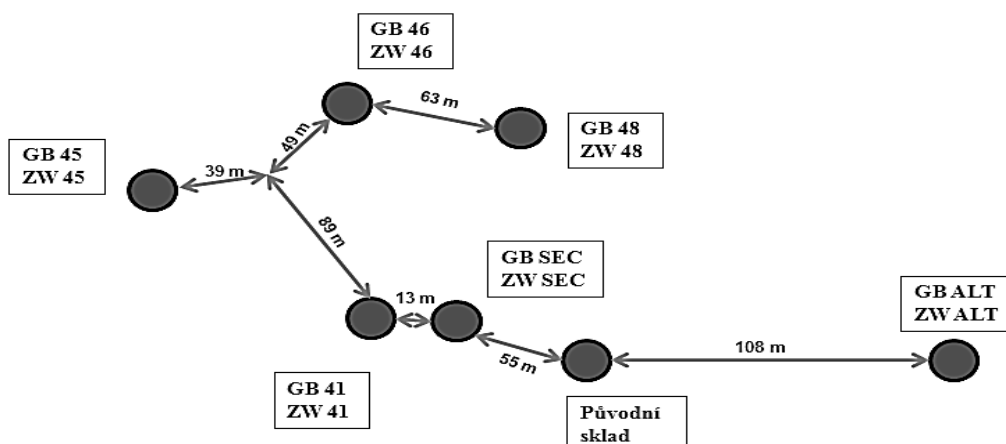 GB 46
ZW 46
63 m
49 m
GB 48
ZW 48
GB 45
ZW 45
39 m
89 m
GB SEC
ZW SEC
13 m
GB ALT
ZW ALT
108 m
55 m
GB 41
ZW 41
Původní
sklad